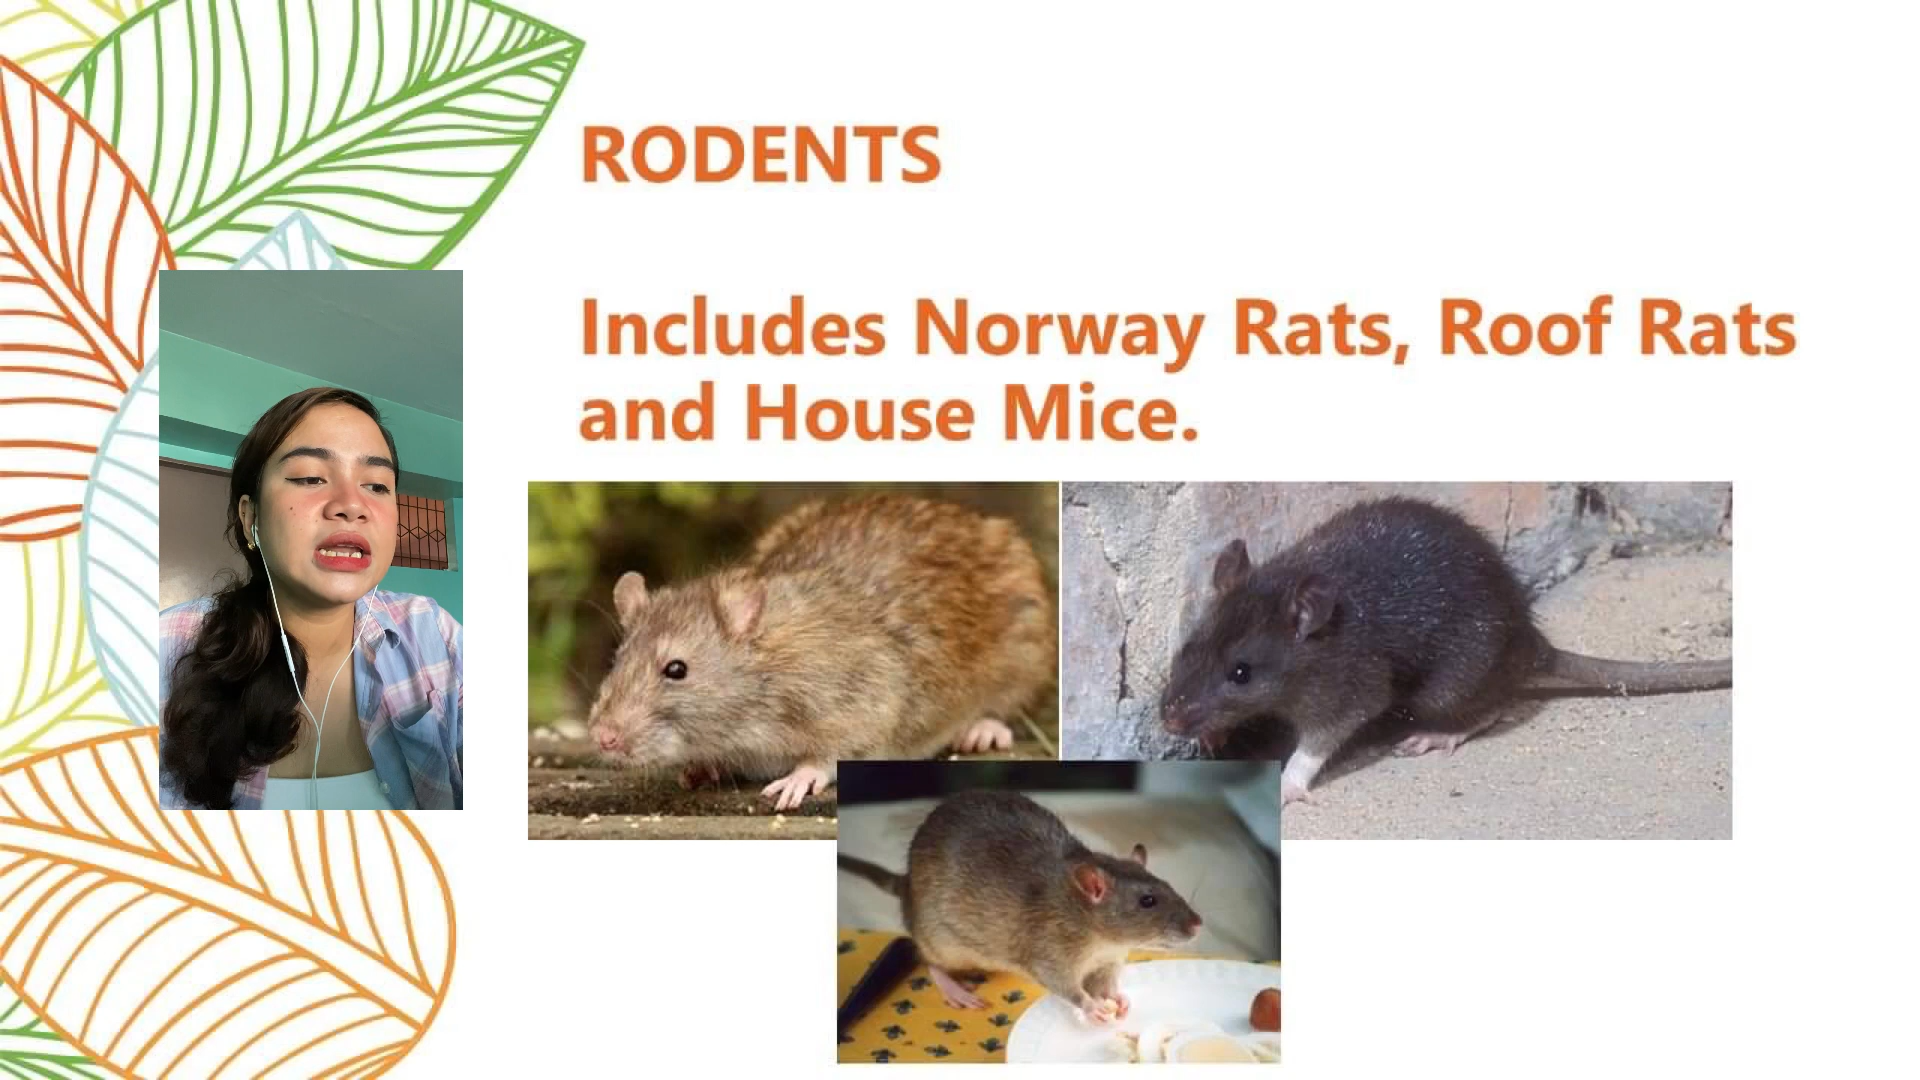 RODENTS
Includes Norway Rats, Roof Rats
and House Mice.